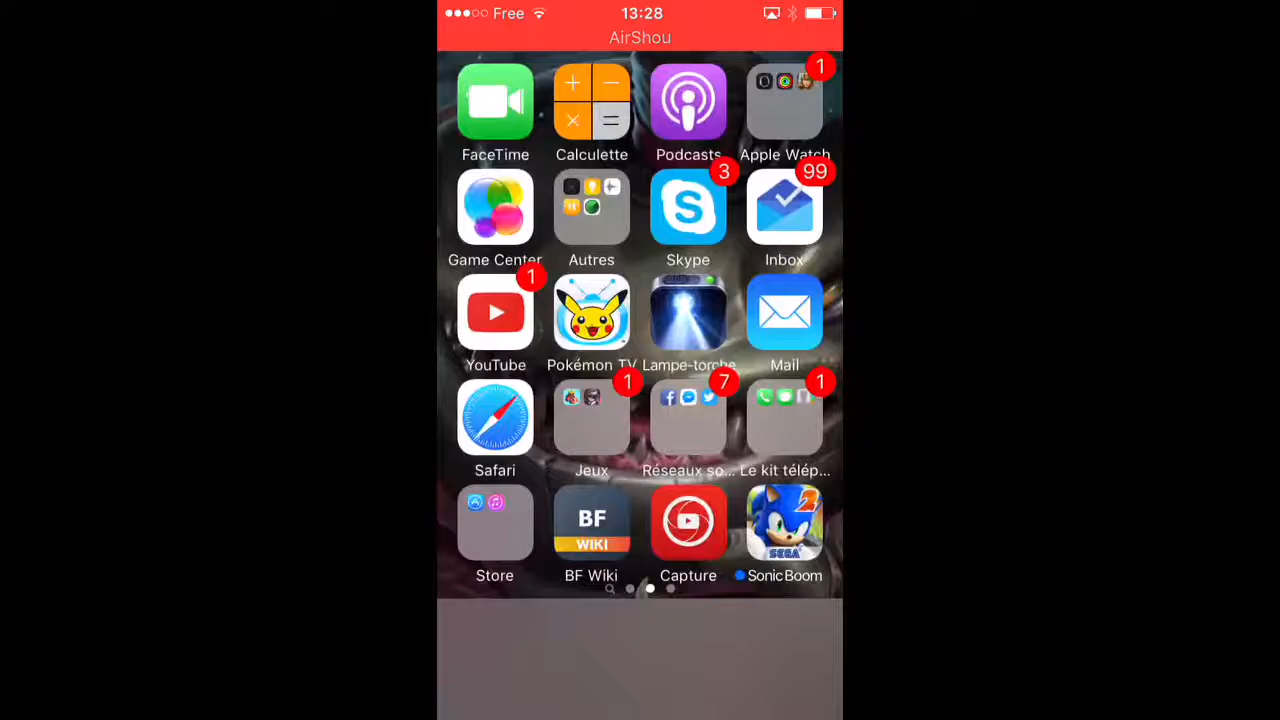 Free 13:28
AirShou
1
FaceTime Calculette Podcasts Apple Watch
3 99
S
Game Center Autres Skype Inbox
1
YouTube Pokémon TV Lampe-torche Mail
1 7 1
Safari Jeux Réseaux so... Le kit télép...
BF
WIKI
2
SEGA
Store BF Wiki Capture SonicBoom